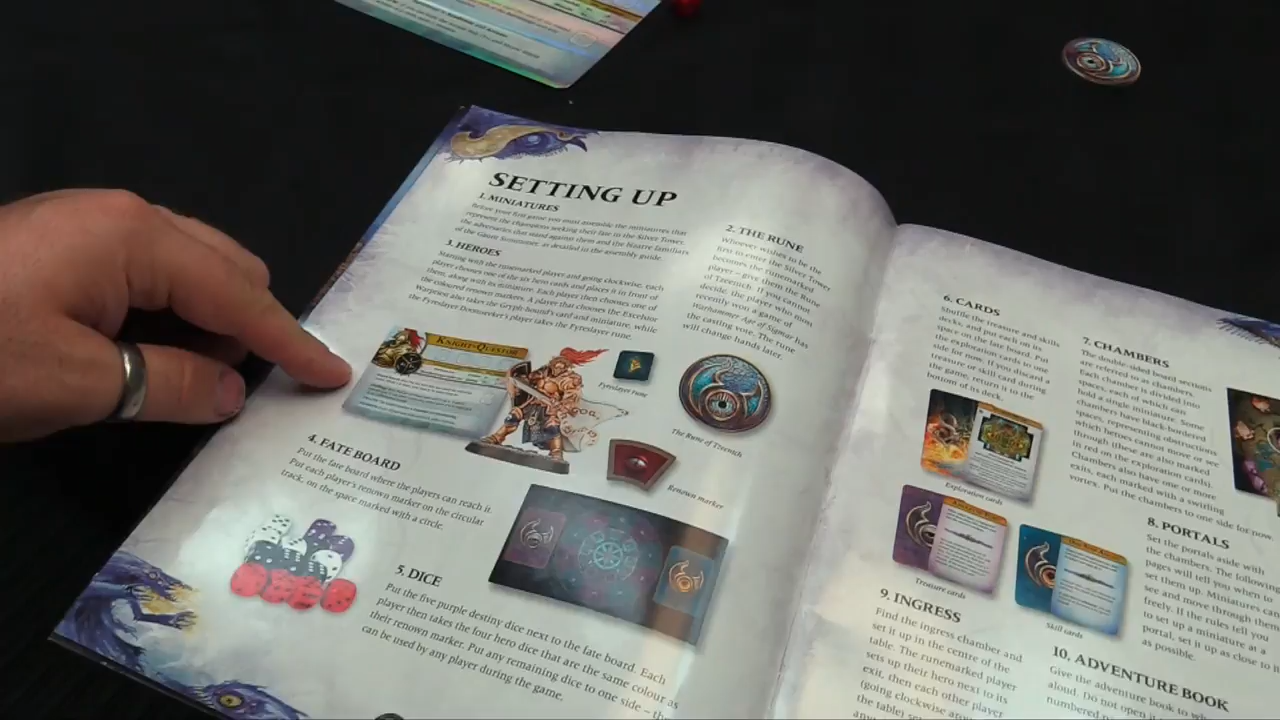 SETTING UP
1. MINIATURES
Before your first game you must assemble the miniatures that
represent the champions seeking their fate in the Silver Tower,
the adversaries that stand against them and the bizarre familiars
of the Gaunt Summoner, as detailed in the assembly guide.
3. HEROES
Starting with the runemarked player and going clockwise, each
player chooses one of the six hero cards and places it in front of
them, along with its miniature. Each player then chooses one of
the coloured renown markers. A player that chooses the Excelsior
Warpriest also takes the Gryph-hound's card and miniature, while
the Fyreslayer Doomseeker's player takes the Fyreslayer rune.
KNIGHT-QUESTOR
Fyreslayer rune
2. THE RUNE
Whoever wishes to be the
first to enter the Silver Tower
becomes the runemarked
player – give them the Rune
of Tzeentch. If you cannot
decide, the player who most
recently won a game of
Warhammer Age of Sigmar has
the casting vote. The rune
will change hands later.
The Rune of Tzeentch
Renown marker
4. FATE BOARD
Put the fate board where the players can reach it.
Put each player's renown marker on the circular
track, on the space marked with a circle.
5. DICE
Put the five purple destiny dice next to the fate board. Each
player then takes the four hero dice that are the same colour as
their renown marker. Put any remaining dice to one side – the
can be used by any player during the game.
6. CARDS
Shuffle the treasure and skills
decks, and put each on its
space on the fate board. Put
the exploration cards to one
side for now. If you discard a
treasure or skill card during
the game, return it to the
bottom of its deck.
Exploration cards
Treasure cards
Skill cards
7. CHAMBERS
The double-sided board sections
are referred to as chambers.
Each chamber is divided into
spaces, each of which can
hold a single miniature. Some
chambers have black-bordered
spaces, representing obstructions
which heroes cannot move or see
through (these are also marked
in red on the exploration cards).
Chambers also have one or more
exits, each marked with a swirling
vortex. Put the chambers to one side for now.
8. PORTALS
Set the portals aside with
the chambers. The following
pages will tell you when to
set them up. Miniatures can
see and move through them
freely. If the rules tell you
to set up a miniature at a
portal, set it up as close to it
as possible.
9. INGRESS
Find the ingress chamber and
set it up in the centre of the
table. The runemarked player
sets up their hero next to its
exit, then each other player
(going clockwise around
the table) sets
10. ADVENTURE BOOK
Give the adventure book to
aloud. Do not open it
numbered